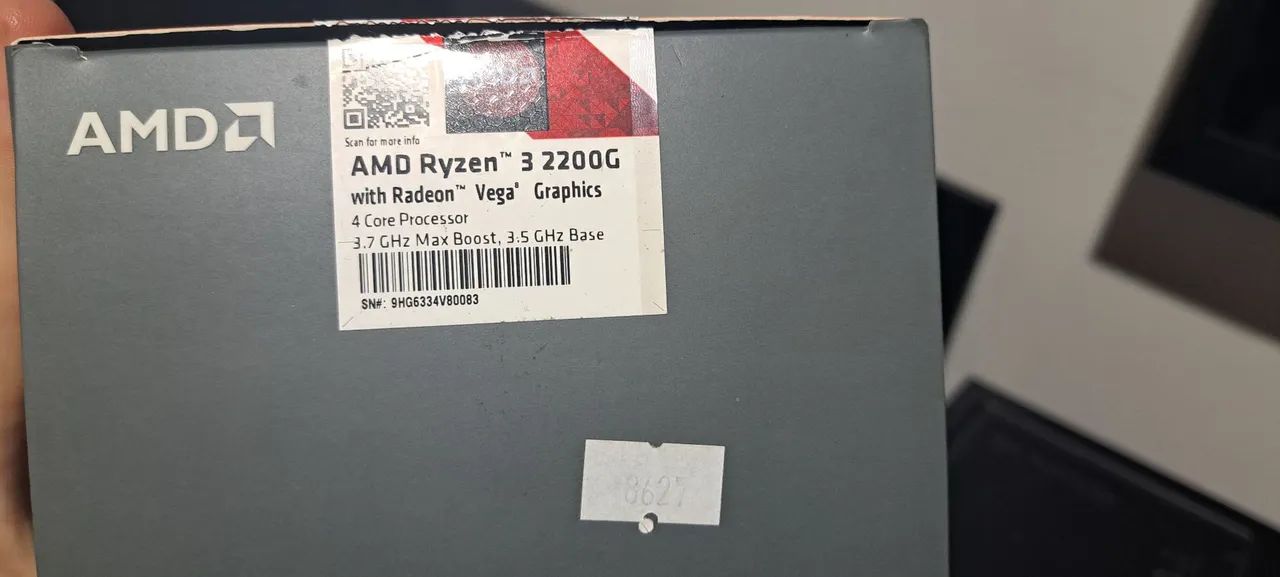 AMD
Scan for more info
AMD Ryzen™ 3 2200G
with Radeon™ Vega® Graphics
4 Core Processor
3.7 GHz Max Boost, 3.5 GHz Base
SN#: 9HG6334V80083
8627